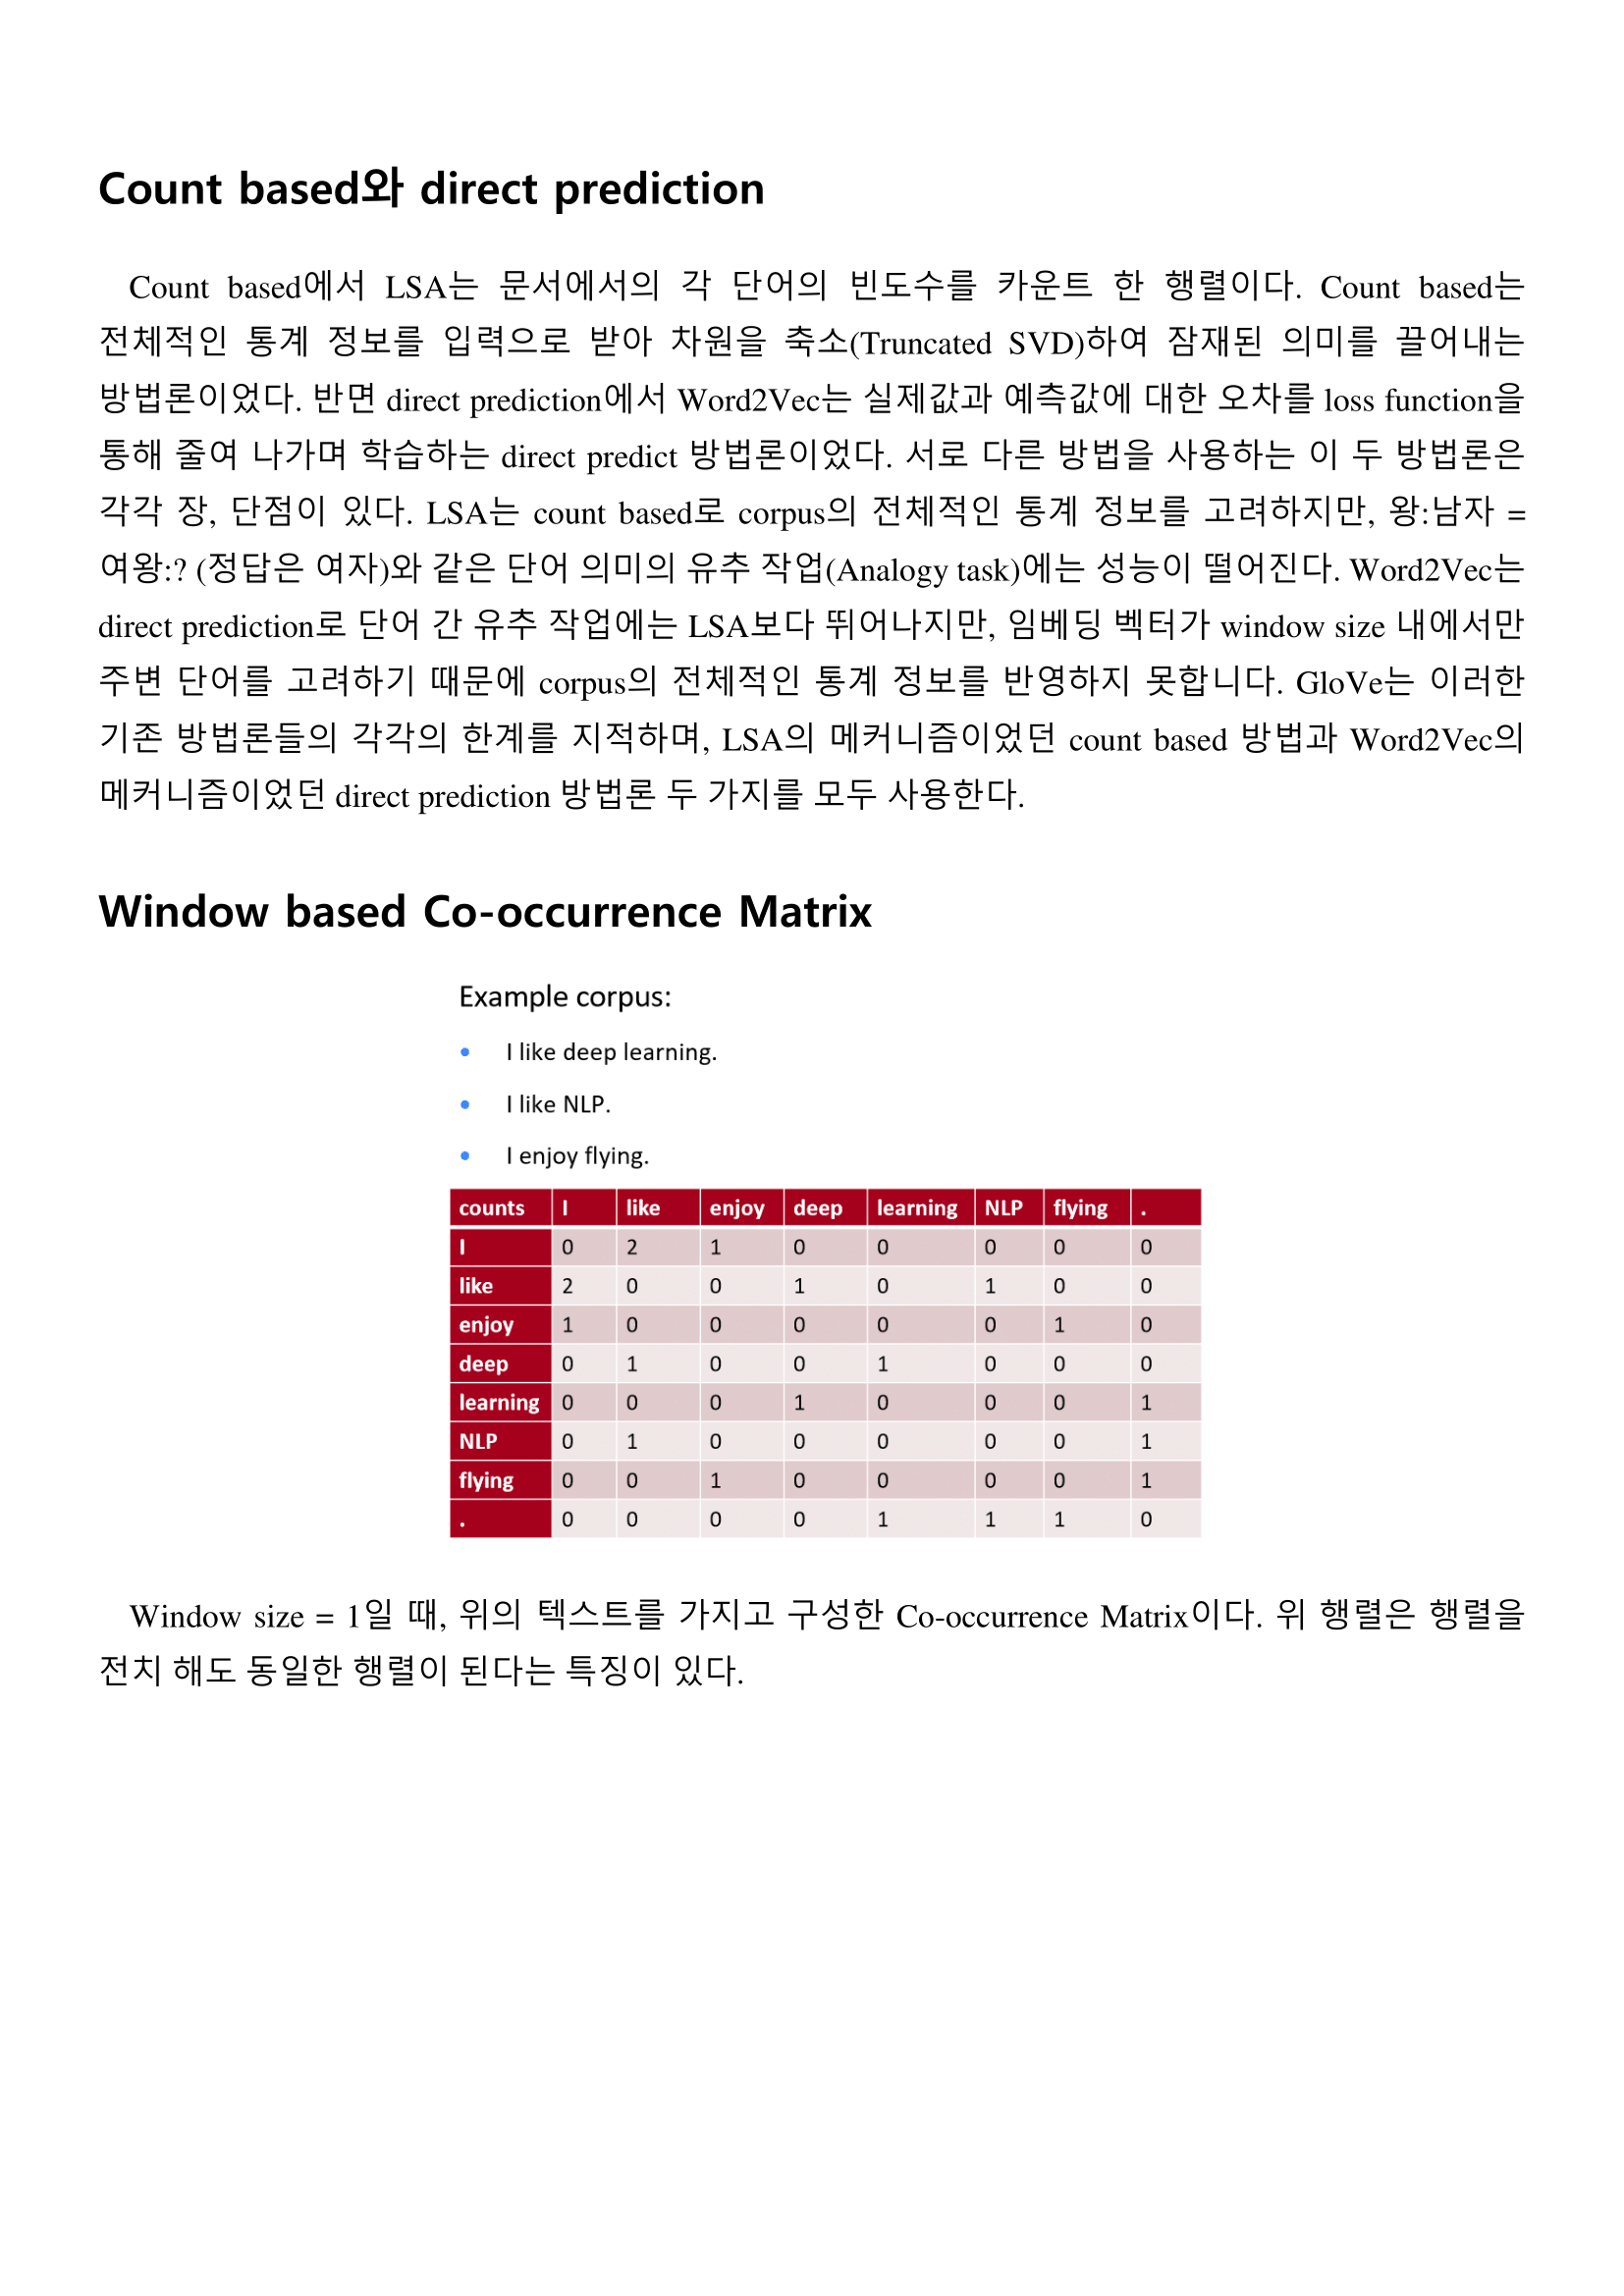 Count based와 direct prediction
Count based에서 LSA는 문서에서의 각 단어의 빈도수를 카운트 한 행렬이다. Count based는
전체적인 통계 정보를 입력으로 받아 차원을 축소(Truncated SVD)하여 잠재된 의미를 끌어내는
방법론이었다. 반면 direct prediction에서 Word2Vec는 실제값과 예측값에 대한 오차를 loss function을
통해 줄여 나가며 학습하는 direct predict 방법론이었다. 서로 다른 방법을 사용하는 이 두 방법론은
각각 장, 단점이 있다. LSA는 count based로 corpus의 전체적인 통계 정보를 고려하지만, 왕:남자 =
여왕:? (정답은 여자)와 같은 단어 의미의 유추 작업(Analogy task)에는 성능이 떨어진다. Word2Vec는
direct prediction로 단어 간 유추 작업에는 LSA보다 뛰어나지만, 임베딩 벡터가 window size 내에서만
주변 단어를 고려하기 때문에 corpus의 전체적인 통계 정보를 반영하지 못합니다. GloVe는 이러한
기존 방법론들의 각각의 한계를 지적하며, LSA의 메커니즘이었던 count based 방법과 Word2Vec의
메커니즘이었던 direct prediction 방법론 두 가지를 모두 사용한다.
Window based Co-occurrence Matrix
Example corpus:
• I like deep learning.
• I like NLP.
• I enjoy flying.
counts I like enjoy deep learning NLP flying .
I 0 2 1 0 0 0 0 0
like 2 0 0 1 0 1 0 0
enjoy 1 0 0 0 0 0 1 0
deep 0 1 0 0 1 0 0 0
learning 0 0 0 1 0 0 0 1
NLP 0 1 0 0 0 0 0 1
flying 0 0 1 0 0 0 0 1
. 0 0 0 0 1 1 1 0
Window size = 1일 때, 위의 텍스트를 가지고 구성한 Co-occurrence Matrix이다. 위 행렬은 행렬을
전치 해도 동일한 행렬이 된다는 특징이 있다.